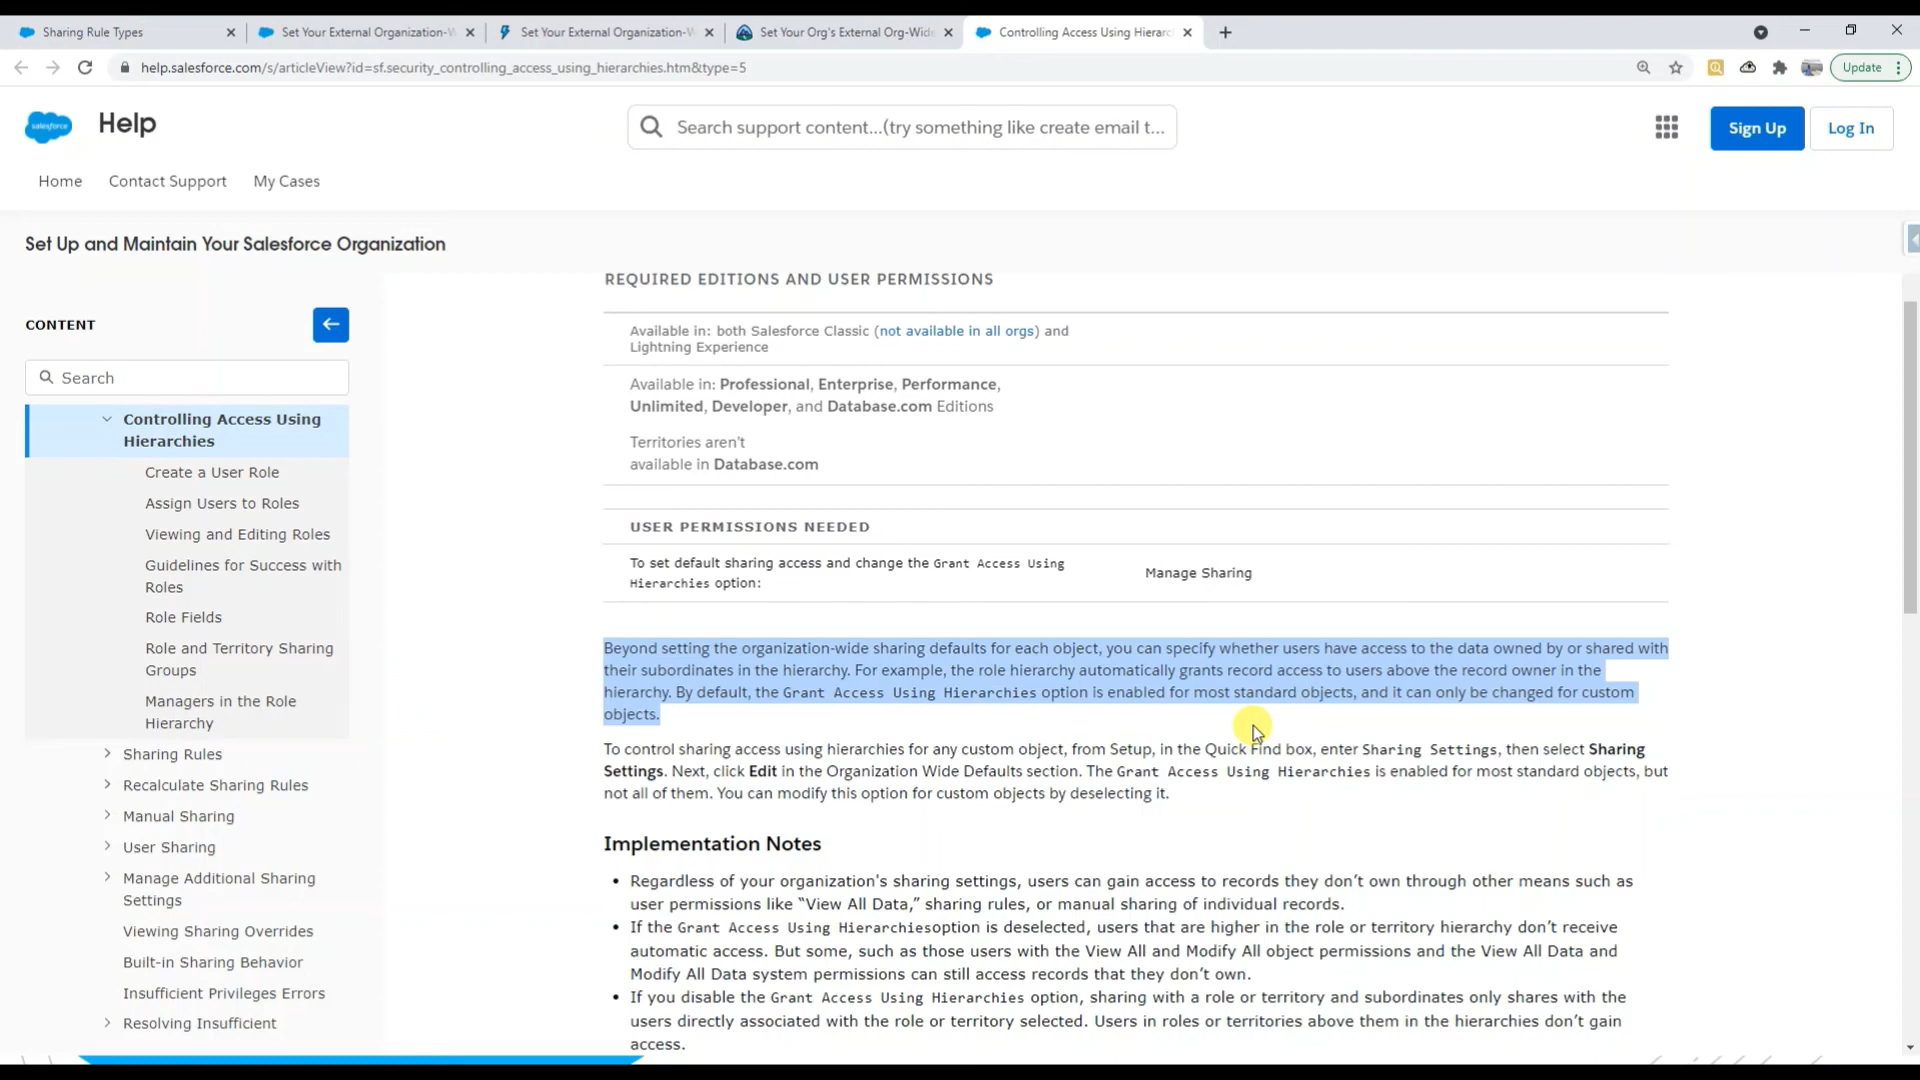 Sharing Rule Types
Set Your External Organization-W
Set Your External Organization-W
Set Your Org's External Org-Wide
Controlling Access Using Hierarc
help.salesforce.com/s/articleView?id=sf.security_controlling_access_using_hierarchies.htm&type=5
Update
salesforce
Help
Search support content...(try something like create email t...
Sign Up
Log In
Home
Contact Support
My Cases
Set Up and Maintain Your Salesforce Organization
CONTENT
Search
Controlling Access Using
Hierarchies
Create a User Role
Assign Users to Roles
Viewing and Editing Roles
Guidelines for Success with
Roles
Role Fields
Role and Territory Sharing
Groups
Managers in the Role
Hierarchy
Sharing Rules
Recalculate Sharing Rules
Manual Sharing
User Sharing
Manage Additional Sharing
Settings
Viewing Sharing Overrides
Built-in Sharing Behavior
Insufficient Privileges Errors
Resolving Insufficient
REQUIRED EDITIONS AND USER PERMISSIONS
Available in: both Salesforce Classic (not available in all orgs) and
Lightning Experience
Available in: Professional, Enterprise, Performance,
Unlimited, Developer, and Database.com Editions
Territories aren't
available in Database.com
USER PERMISSIONS NEEDED
To set default sharing access and change the Grant Access Using
Hierarchies option:
Manage Sharing
Beyond setting the organization-wide sharing defaults for each object, you can specify whether users have access to the data owned by or shared with
their subordinates in the hierarchy. For example, the role hierarchy automatically grants record access to users above the record owner in the
hierarchy. By default, the Grant Access Using Hierarchies option is enabled for most standard objects, and it can only be changed for custom
objects.
To control sharing access using hierarchies for any custom object, from Setup, in the Quick Find box, enter Sharing Settings, then select Sharing
Settings. Next, click Edit in the Organization Wide Defaults section. The Grant Access Using Hierarchies is enabled for most standard objects, but
not all of them. You can modify this option for custom objects by deselecting it.
Implementation Notes
• Regardless of your organization's sharing settings, users can gain access to records they don’t own through other means such as
user permissions like “View All Data,” sharing rules, or manual sharing of individual records.
• If the Grant Access Using Hierarchiesoption is deselected, users that are higher in the role or territory hierarchy don’t receive
automatic access. But some, such as those users with the View All and Modify All object permissions and the View All Data and
Modify All Data system permissions can still access records that they don’t own.
• If you disable the Grant Access Using Hierarchies option, sharing with a role or territory and subordinates only shares with the
users directly associated with the role or territory selected. Users in roles or territories above them in the hierarchies don’t gain
access.